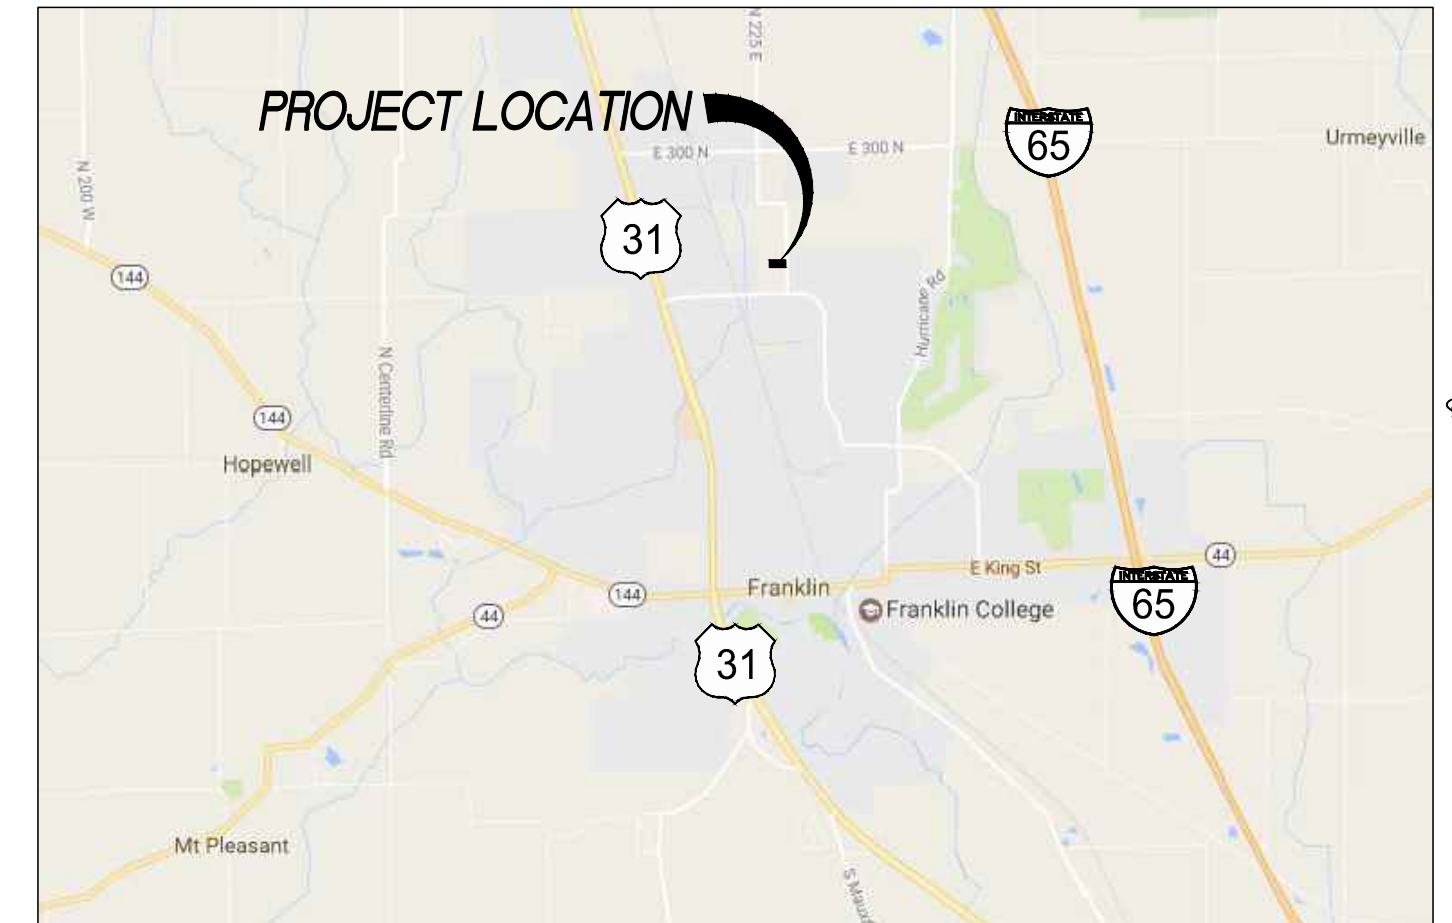 N 225 E
PROJECT LOCATION
INTERSTATE
65
Urmeyville
E 300 N
E 300 N
N 200 W
31
144
Hurricane Rd
N Centerline Rd
144
Hopewell
44
E King St
INTERSTATE
65
Franklin
144
Franklin College
44
31
Mt Pleasant